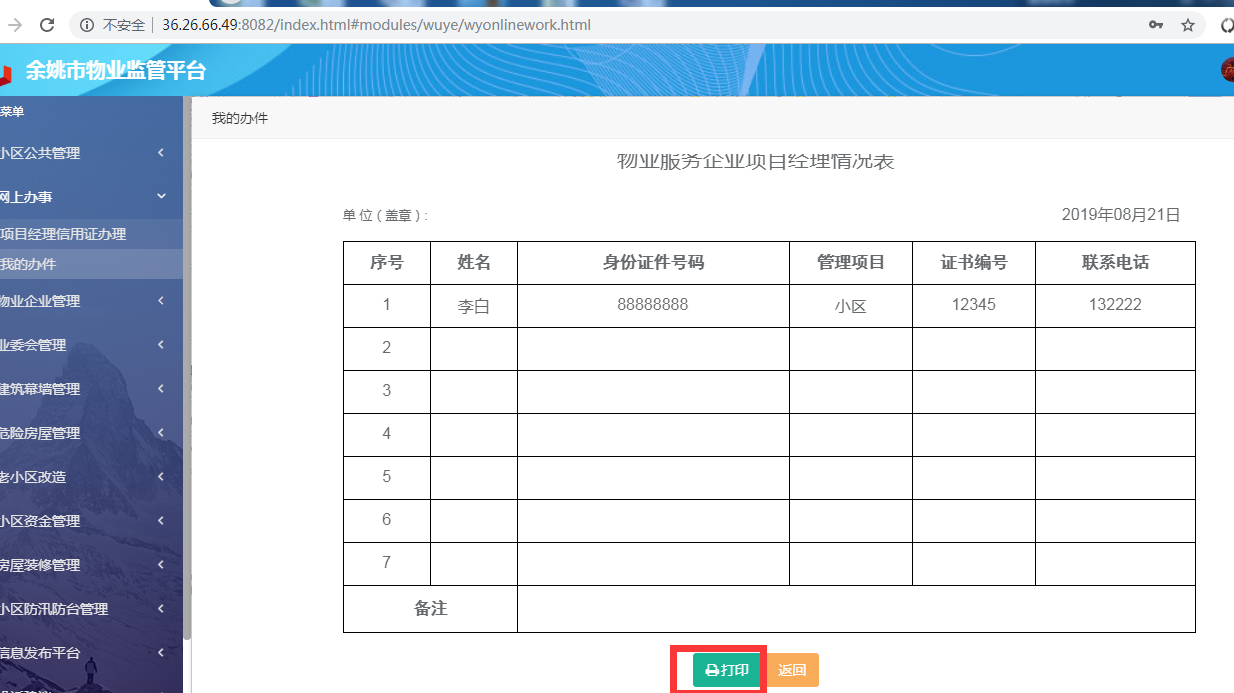 不安全 | 36.26.66.49:8082/index.html#modules/wuye/wyonlinework.html
余姚市物业监管平台
菜单
小区公共管理
网上办事
项目经理信用证办理
我的办件
物业企业管理
业委会管理
建筑幕墙管理
危险房屋管理
老小区改造
小区资金管理
房屋装修管理
小区防汛防台管理
信息发布平台
我的办件
物业服务企业项目经理情况表
单位(盖章): 2019年08月21日
序号 姓名 身份证件号码 管理项目 证书编号 联系电话
1 李白 88888888 小区 12345 132222
2
3
4
5
6
7
备注
打印 返回